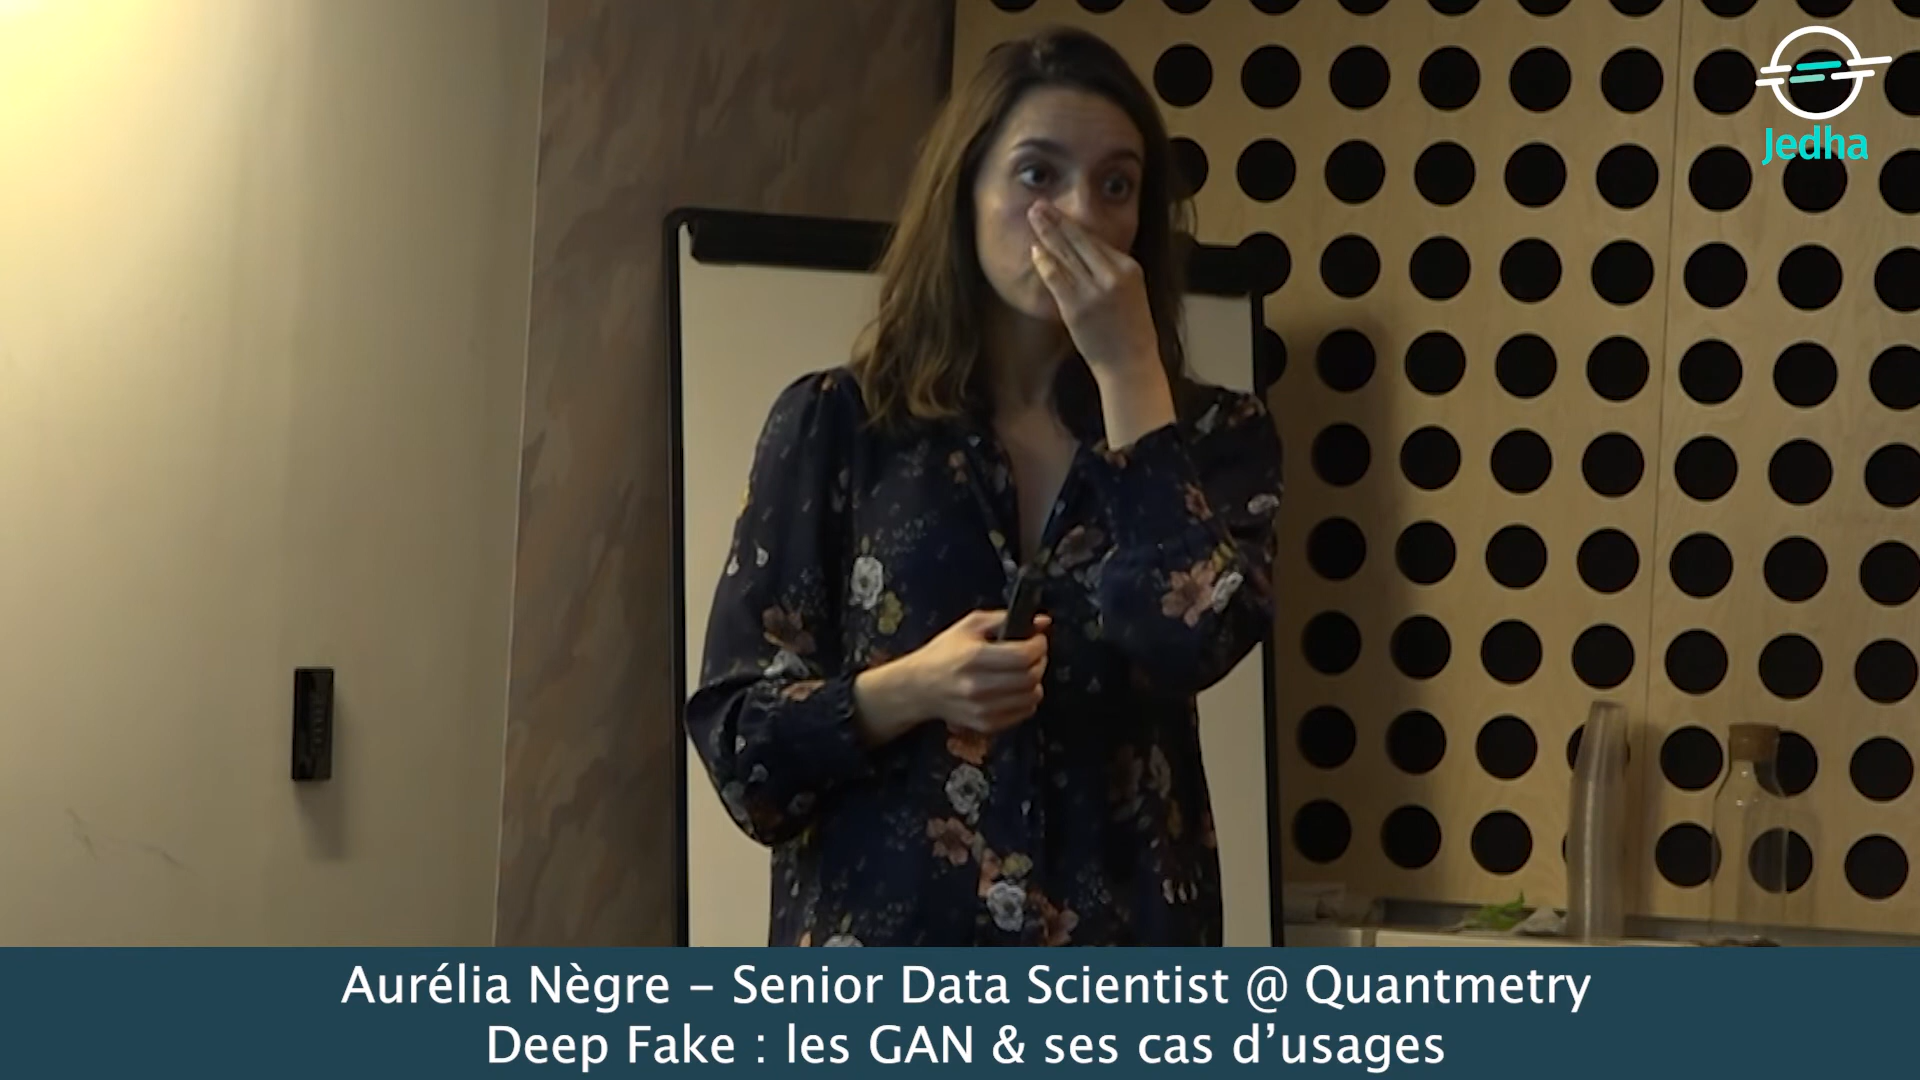 Jedha
Aurélia Nègre – Senior Data Scientist @ Quantmetry
Deep Fake : les GAN & ses cas d’usages